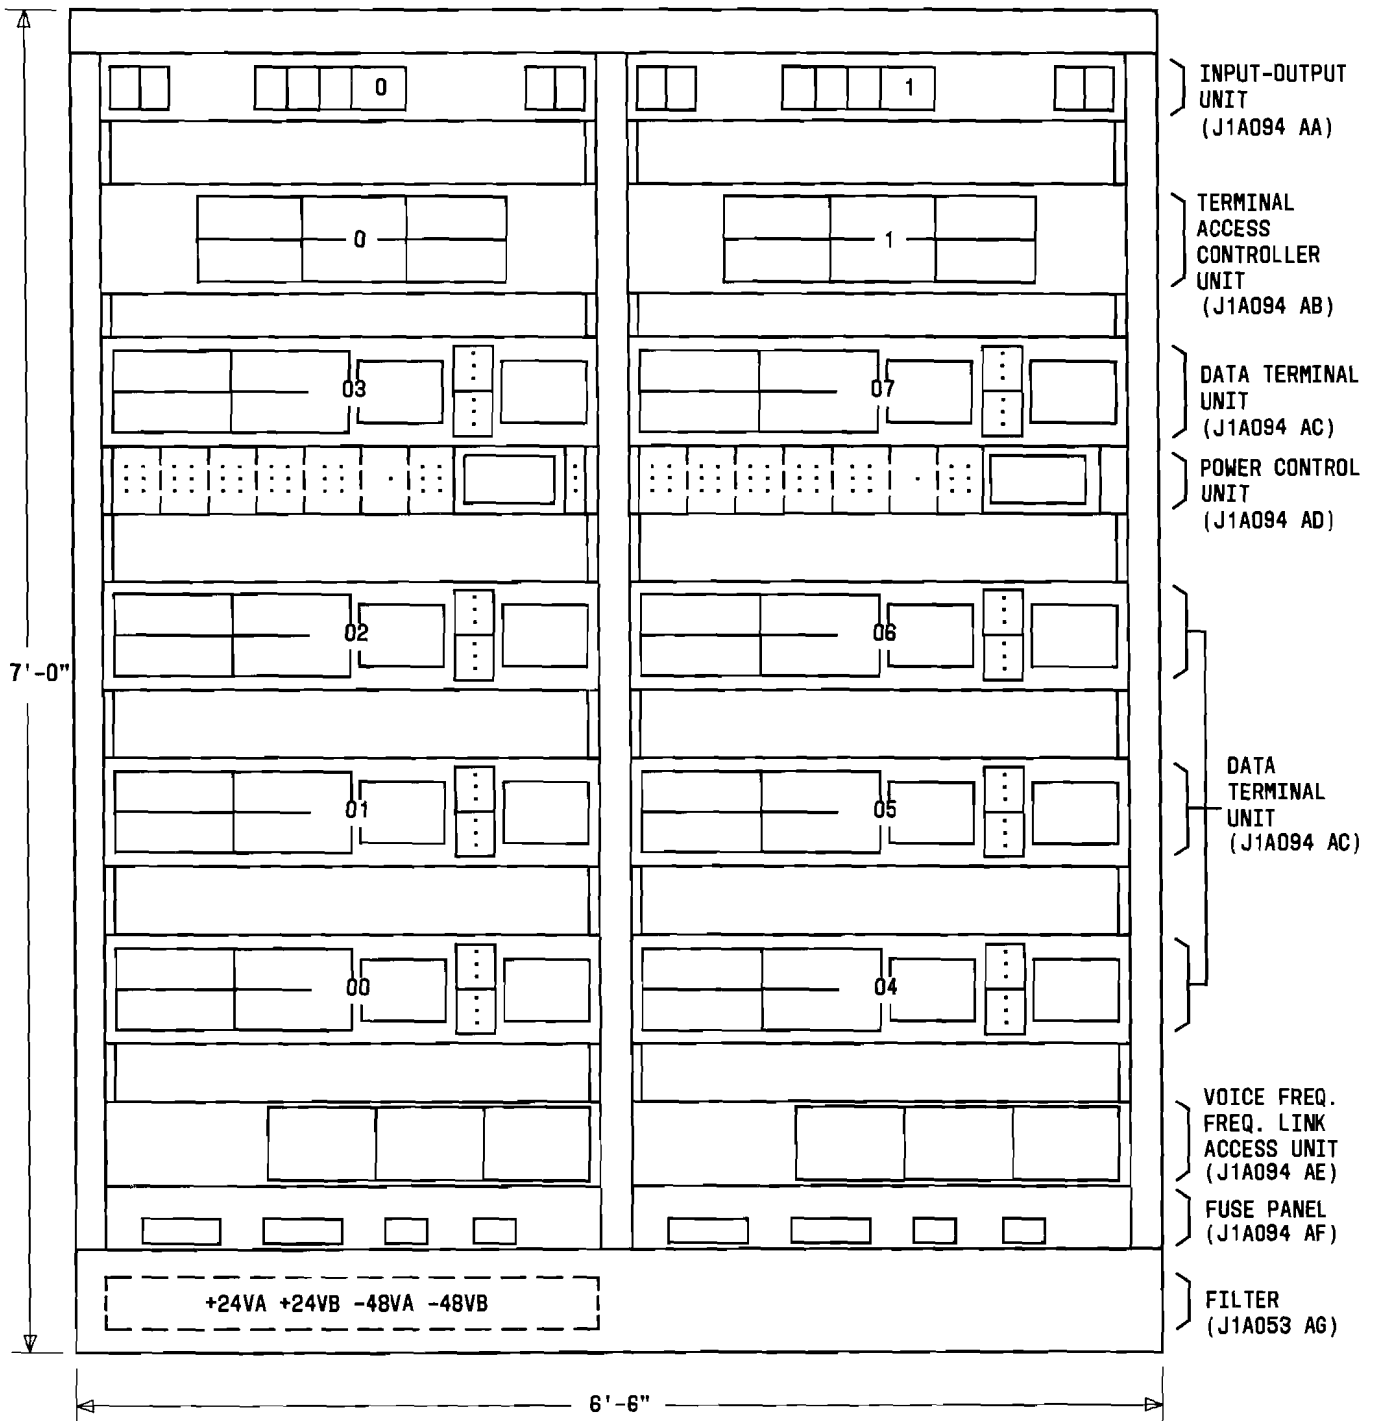 0
1
INPUT-OUTPUT
UNIT
(J1A094 AA)
0
1
TERMINAL
ACCESS
CONTROLLER
UNIT
(J1A094 AB)
03
07
DATA TERMINAL
UNIT
(J1A094 AC)
POWER CONTROL
UNIT
(J1A094 AD)
02
06
7'-0"
01
05
DATA
TERMINAL
UNIT
(J1A094 AC)
00
04
VOICE FREQ.
FREQ. LINK
ACCESS UNIT
(J1A094 AE)
FUSE PANEL
(J1A094 AF)
+24VA +24VB -48VA -48VB
FILTER
(J1A053 AG)
6'-6"